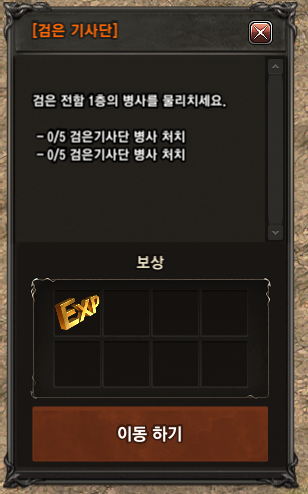 [검은 기사단]
검은 전함 1층의 병사를 물리치세요.
- 0/5 검은기사단 병사 처치
- 0/5 검은기사단 병사 처치
보상
EXP
이동 하기